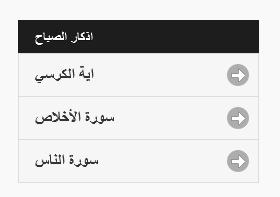 اذكار الصباح
اية الكرسي
سورة الأخلاص
سورة الناس